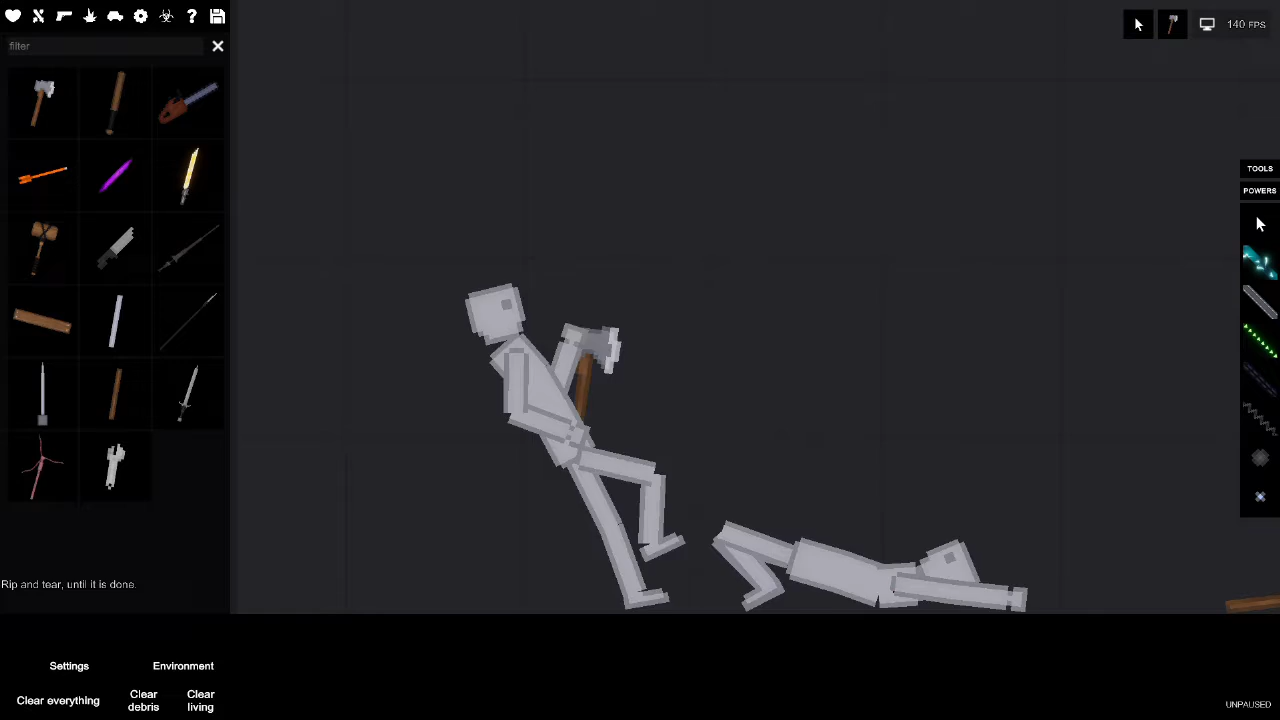 140 FPS
filter
TOOLS
POWERS
Rip and tear, until it is done.
Settings
Environment
Clear everything
Clear debris
Clear living
UNPAUSED